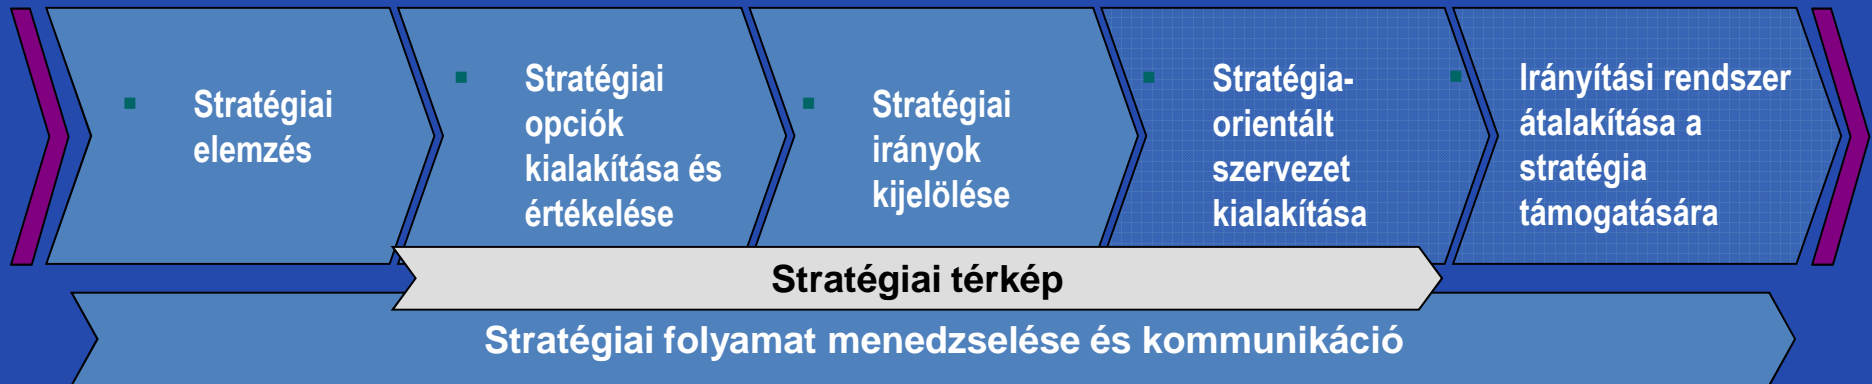 Stratégiai
elemzés
Stratégiai
opciók
kialakítása és
értékelése
Stratégiai
irányok
kijelölése
Stratégia-
orientált
szervezet
kialakítása
Irányítási rendszer
átalakítása a
stratégia
támogatására
Stratégiai térkép
Stratégiai folyamat menedzselése és kommunikáció